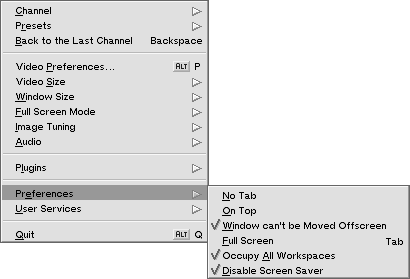 Channel
Presets
Back to the Last Channel Backspace
Video Preferences... ALT P
Video Size
Window Size
Full Screen Mode
Image Tuning
Audio
Plugins
Preferences
User Services
Quit ALT Q
No Tab
On Top
Window can't be Moved Offscreen
Full Screen Tab
Occupy All Workspaces
Disable Screen Saver